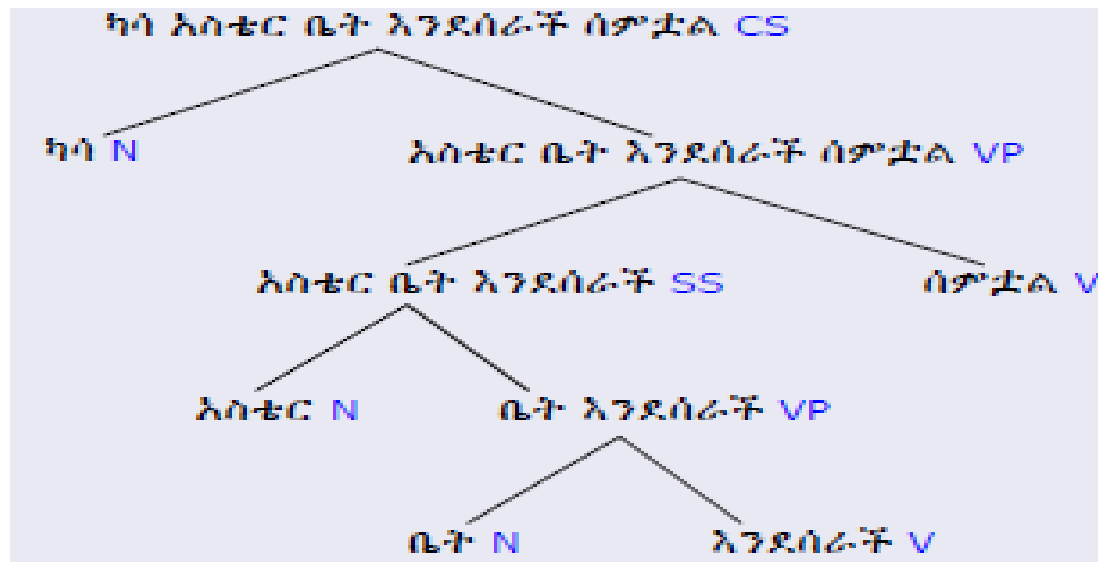 ካሳ አስቴር ቤት እንደሰራች ሰምቷል CS
ካሳ N አስቴር ቤት እንደሰራች ሰምቷል VP
አስቴር ቤት እንደሰራች SS ሰምቷል V
አስቴር N ቤት እንደሰራች VP
ቤት N እንደሰራች V